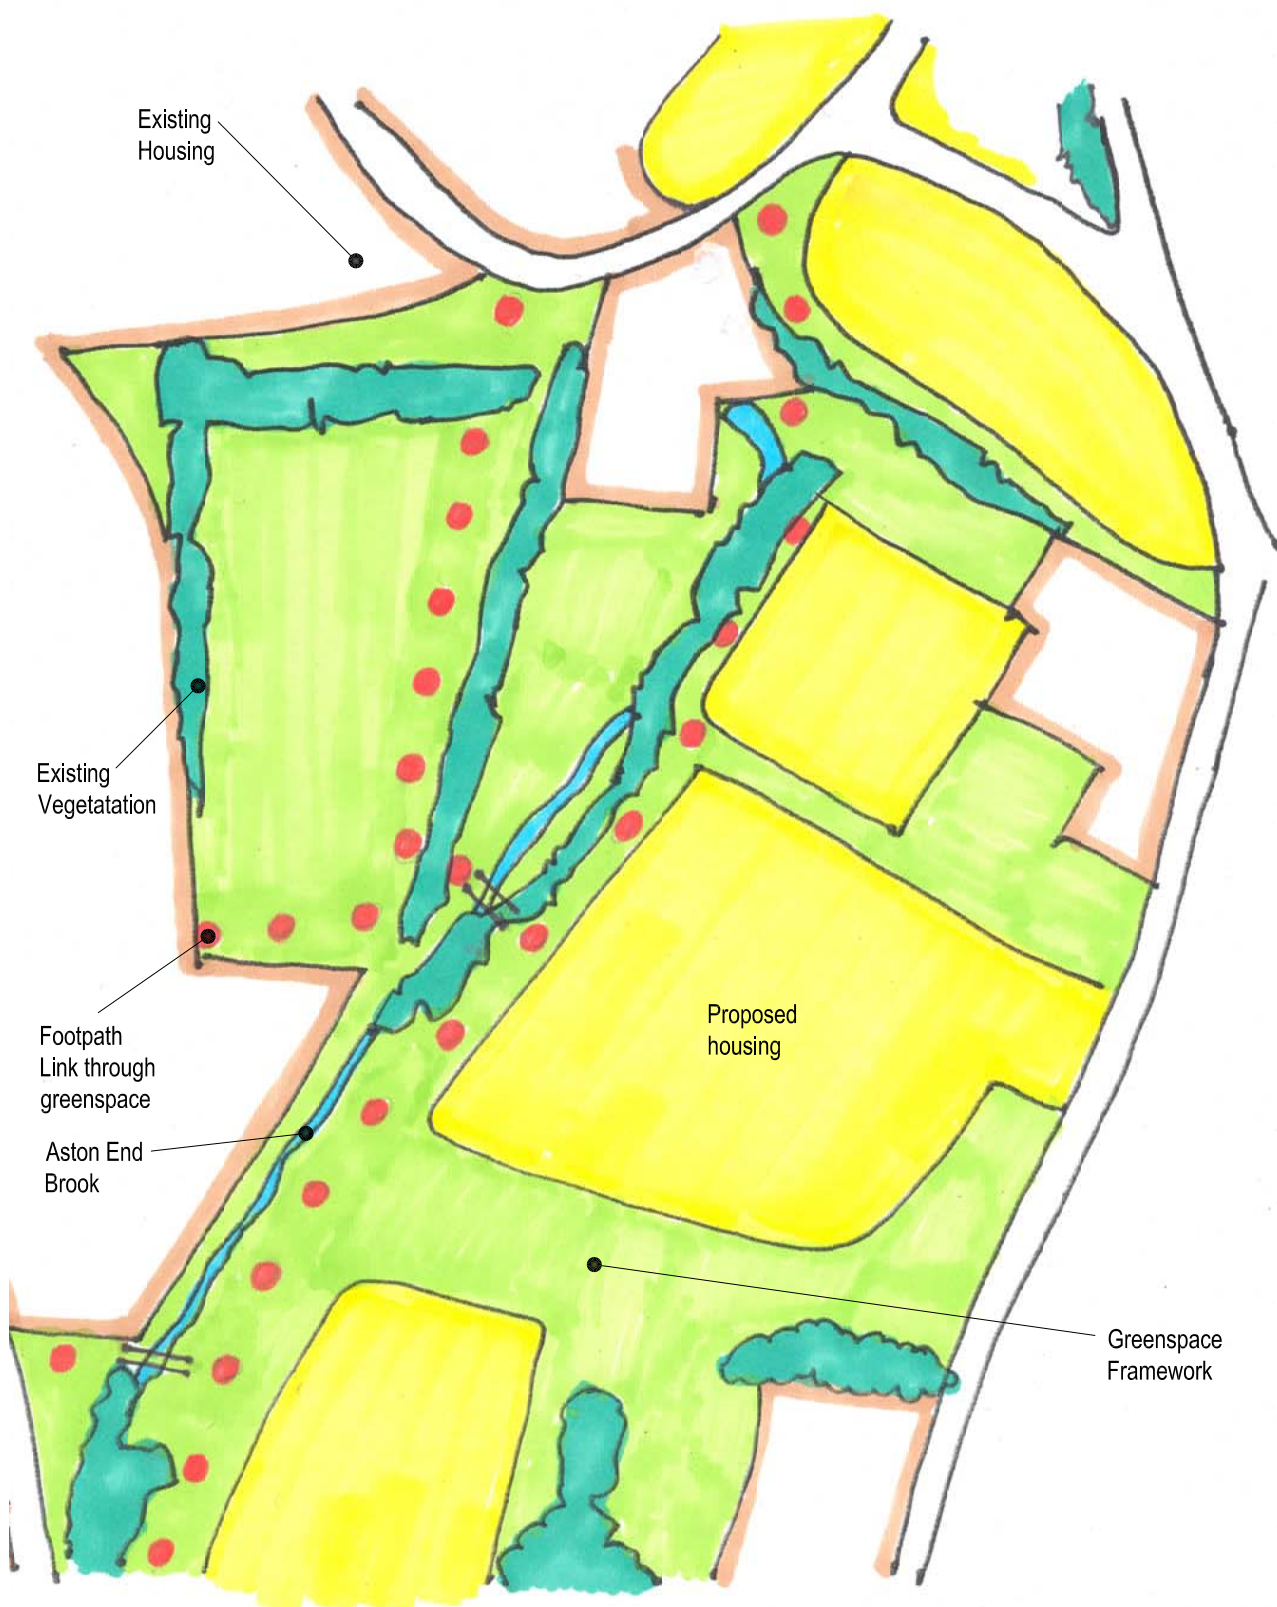 Existing
Housing
Existing
Vegetatation
Footpath
Link through
greenspace
Aston End
Brook
Proposed
housing
Greenspace
Framework